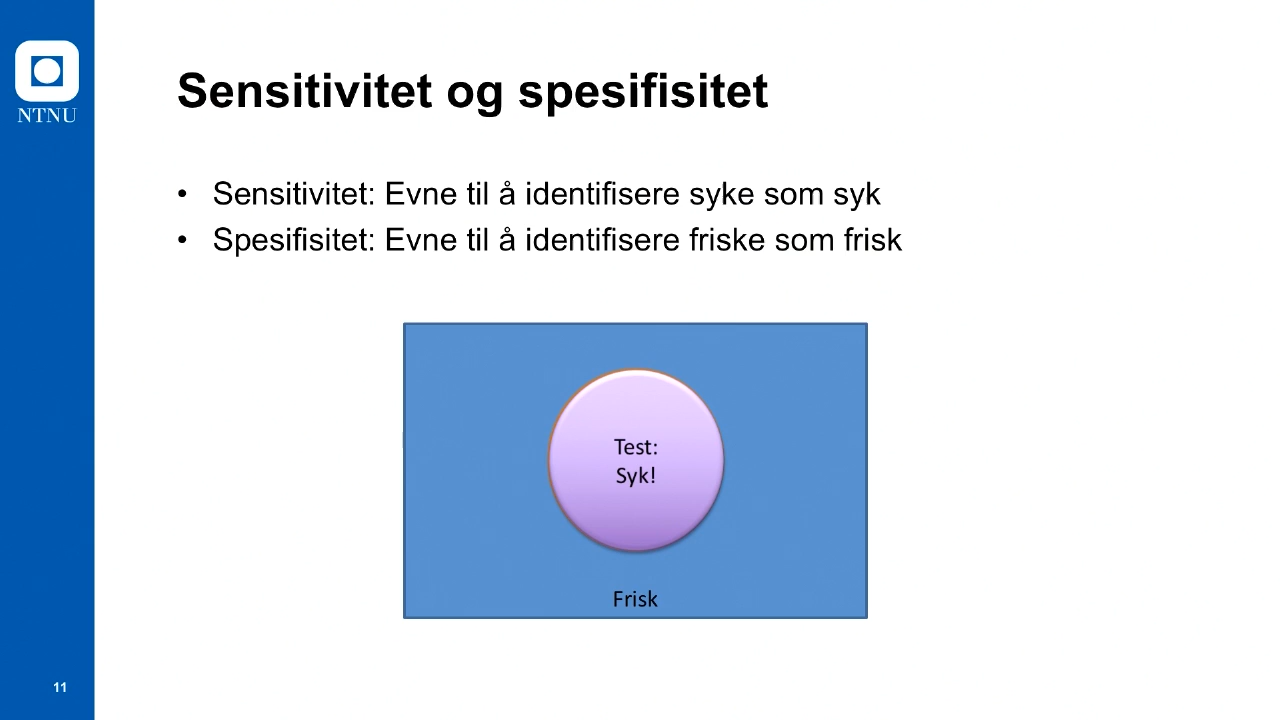 NTNU
Sensitivitet og spesifisitet
• Sensitivitet: Evne til å identifisere syke som syk
• Spesifisitet: Evne til å identifisere friske som frisk
Test:
Syk!
Frisk
11